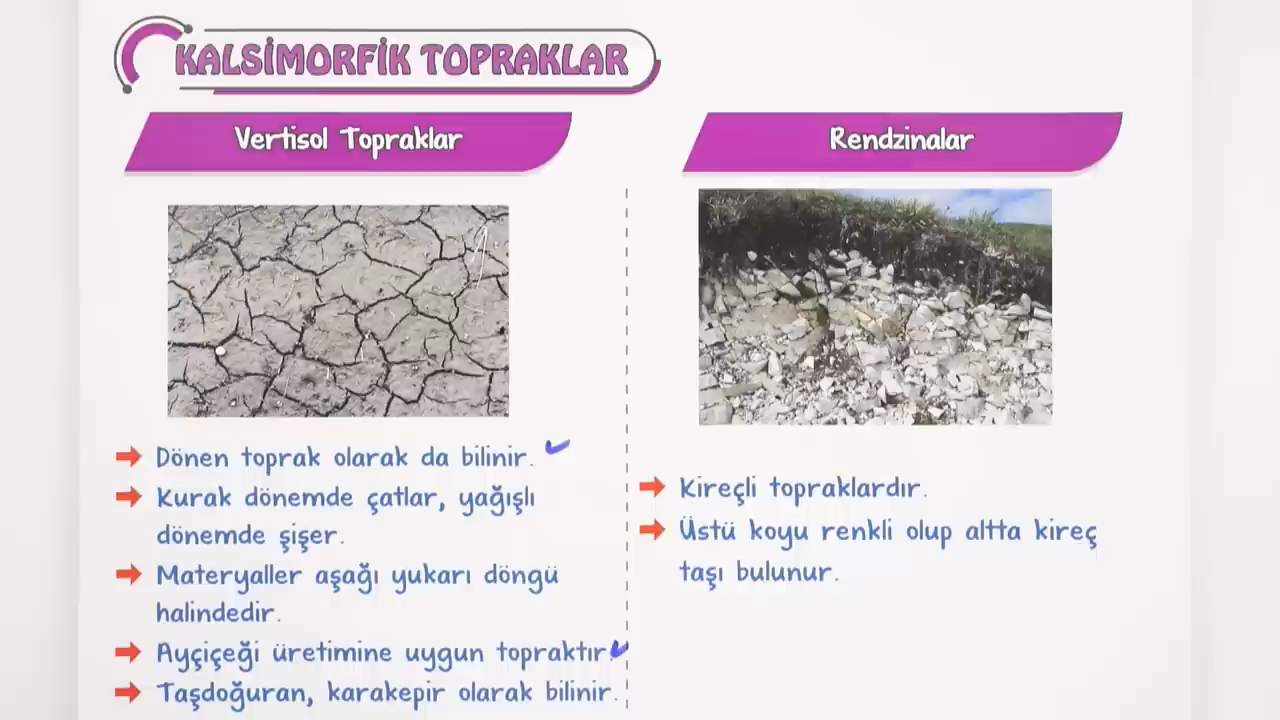 KALSİMORFİK TOPRAKLAR
Vertisol Topraklar
Dönen toprak olarak da bilinir.
Kurak dönemde çatlar, yağışlı
dönemde şişer.
Materyaller aşağı yukarı döngü
halindedir.
Ayçiçeği üretimine uygun topraktır.
Taşdoğuran, karakepir olarak bilinir.
Rendzinalar
Kireçli topraklardır.
Üstü koyu renkli olup altta kireç
taşı bulunur.